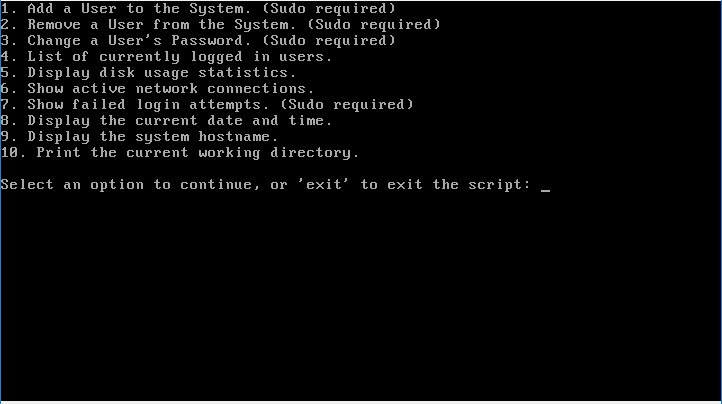 1. Add a User to the System. (Sudo required)
2. Remove a User from the System. (Sudo required)
3. Change a User's Password. (Sudo required)
4. List of currently logged in users.
5. Display disk usage statistics.
6. Show active network connections.
7. Show failed login attempts. (Sudo required)
8. Display the current date and time.
9. Display the system hostname.
10. Print the current working directory.
Select an option to continue, or 'exit' to exit the script: _